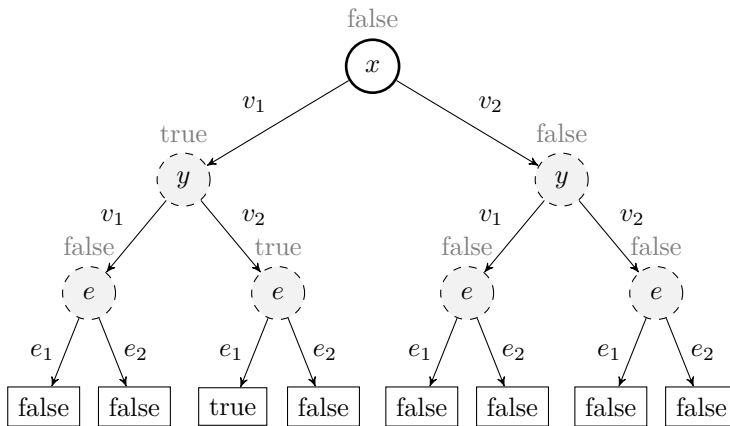 false
x
v1 v2
true false
y y
v1 v2 v1 v2
false true false false
e e e e
e1 e2 e1 e2 e1 e2 e1 e2
false false true false false false false false